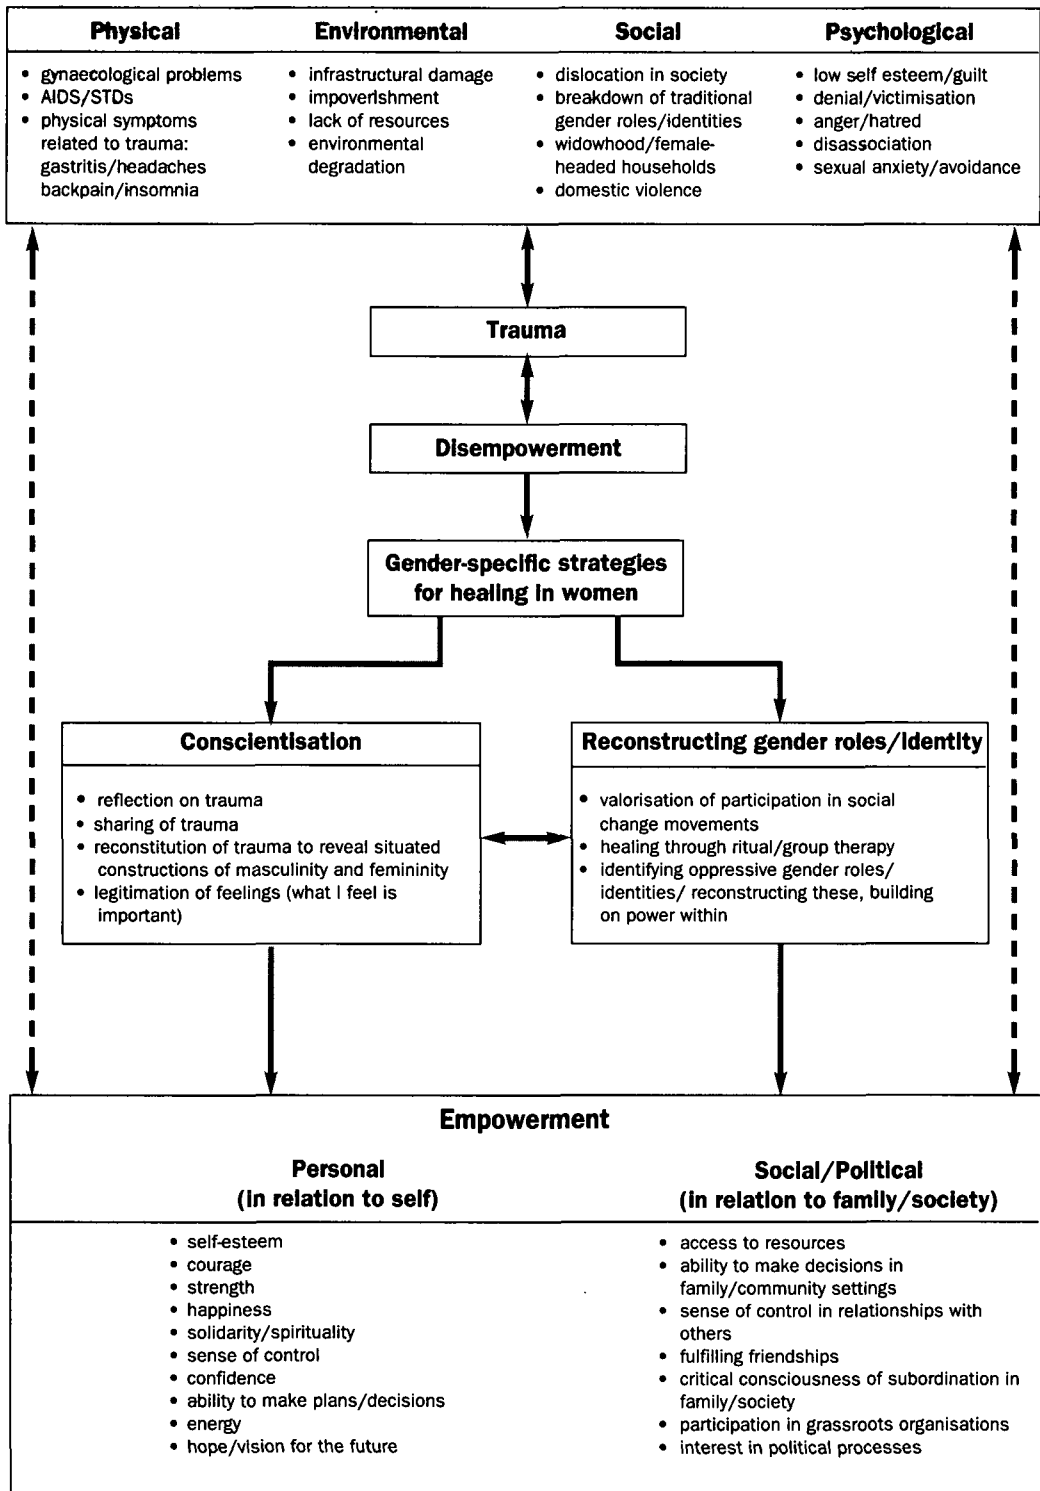 Physical
Environmental
Social
Psychological
• gynaecological problems
• AIDS/STDs
• physical symptoms
related to trauma:
gastritis/headaches
backpain/insomnia
• infrastructural damage
• impoverishment
• lack of resources
• environmental
degradation
• dislocation in society
• breakdown of traditional
gender roles/identities
• widowhood/female-
headed households
• domestic violence
• low self esteem/guilt
• denial/victimisation
• anger/hatred
• disassociation
• sexual anxiety/avoidance
Trauma
Disempowerment
Gender-specific strategies
for healing in women
Conscientisation
• reflection on trauma
• sharing of trauma
• reconstitution of trauma to reveal situated
constructions of masculinity and femininity
• legitimation of feelings (what I feel is
important)
Reconstructing gender roles/identity
• valorisation of participation in social
change movements
• healing through ritual/group therapy
• identifying oppressive gender roles/
identities/ reconstructing these, building
on power within
Empowerment
Personal
(in relation to self)
• self-esteem
• courage
• strength
• happiness
• solidarity/spirituality
• sense of control
• confidence
• ability to make plans/decisions
• energy
• hope/vision for the future
Social/Political
(in relation to family/society)
• access to resources
• ability to make decisions in
family/community settings
• sense of control in relationships with
others
• fulfilling friendships
• critical consciousness of subordination in
family/society
• participation in grassroots organisations
• interest in political processes